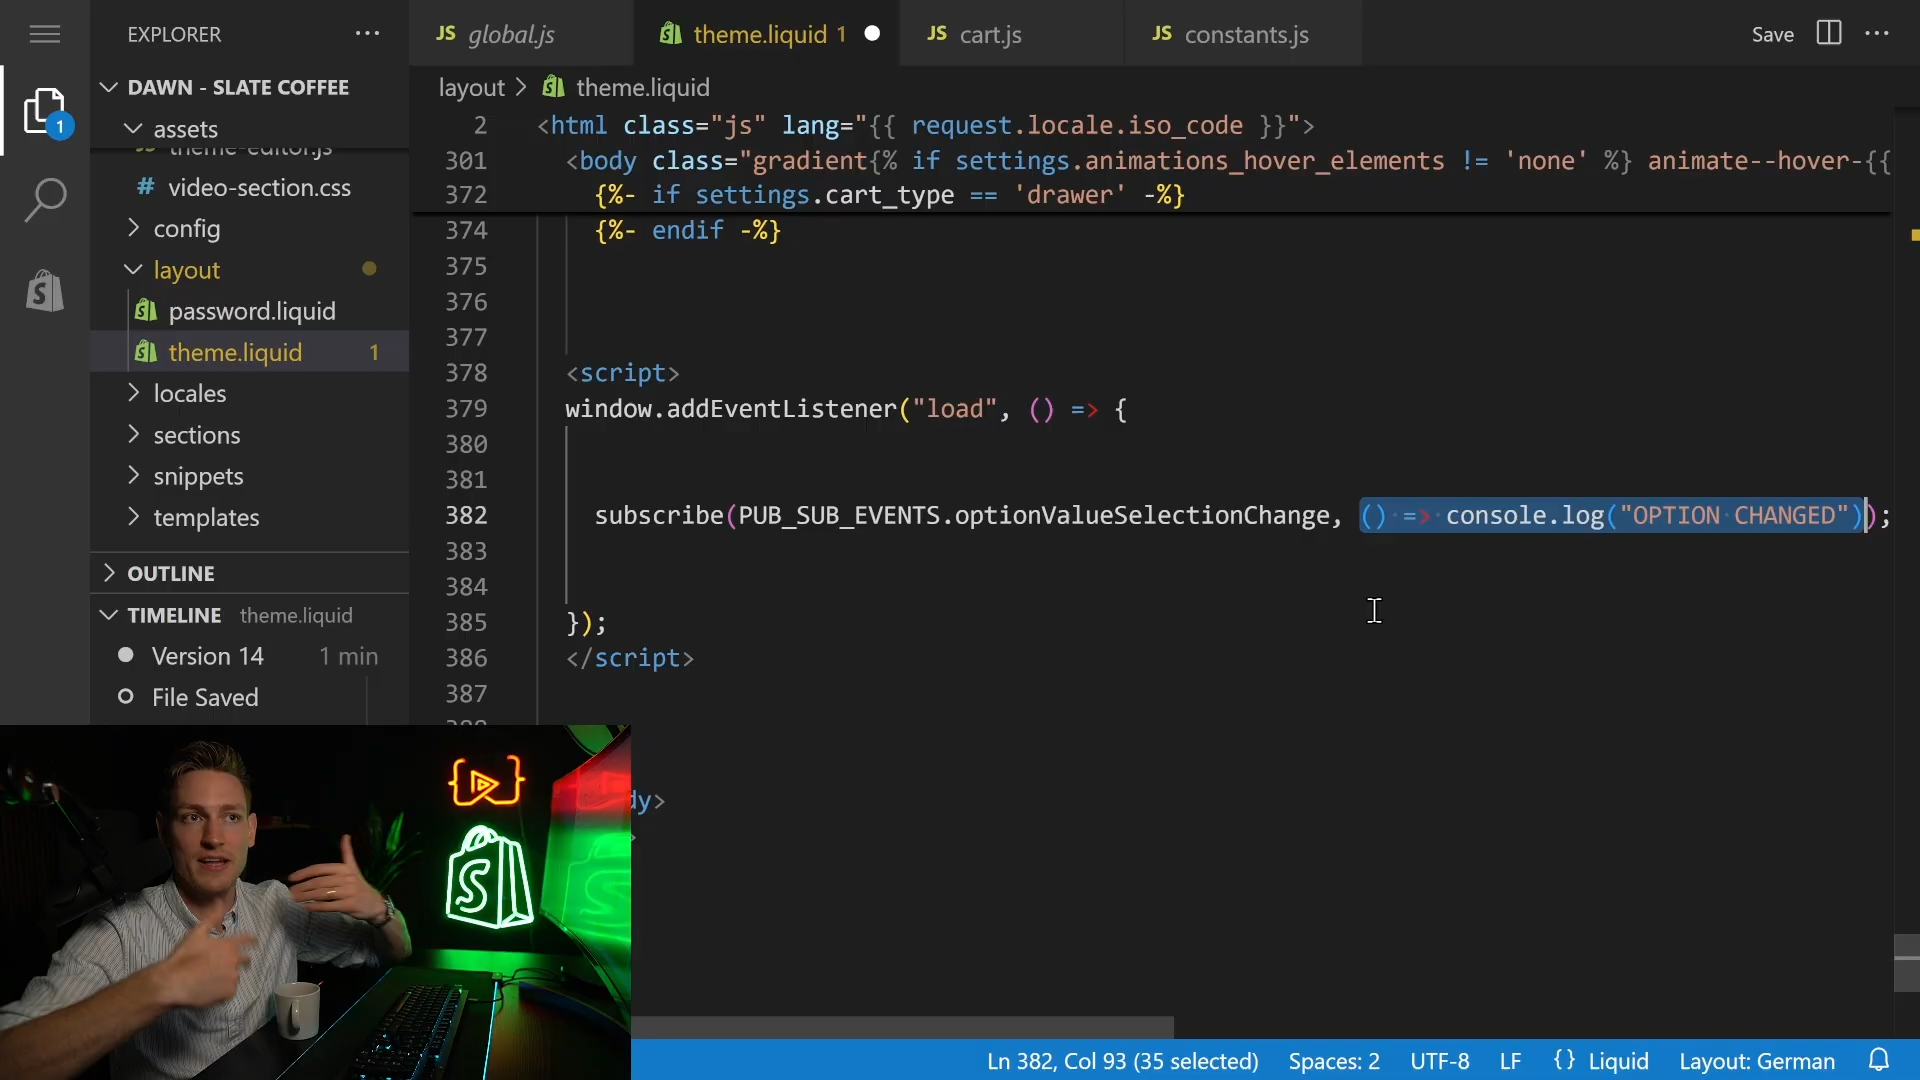 EXPLORER
JS global.js
theme.liquid 1
JS cart.js
JS constants.js
Save
DAWN - SLATE COFFEE
assets
theme-editor.js
# video-section.css
config
layout
password.liquid
theme.liquid 1
locales
sections
snippets
templates
OUTLINE
TIMELINE theme.liquid
Version 14 1 min
File Saved
1
layout > theme.liquid
2 <html class="js" lang="{{ request.locale.iso_code }}">
301 <body class="gradient{% if settings.animations_hover_elements != 'none' %} animate--hover-{{
372 {%- if settings.cart_type == 'drawer' -%}
374 {%- endif -%}
375
376
377
378 <script>
379 window.addEventListener("load", () => {
380
381
382 subscribe(PUB_SUB_EVENTS.optionValueSelectionChange, () => console.log("OPTION CHANGED"));
383
384
385 });
386 </script>
387
dy>
>
Ln 382, Col 93 (35 selected) Spaces: 2 UTF-8 LF {} Liquid Layout: German